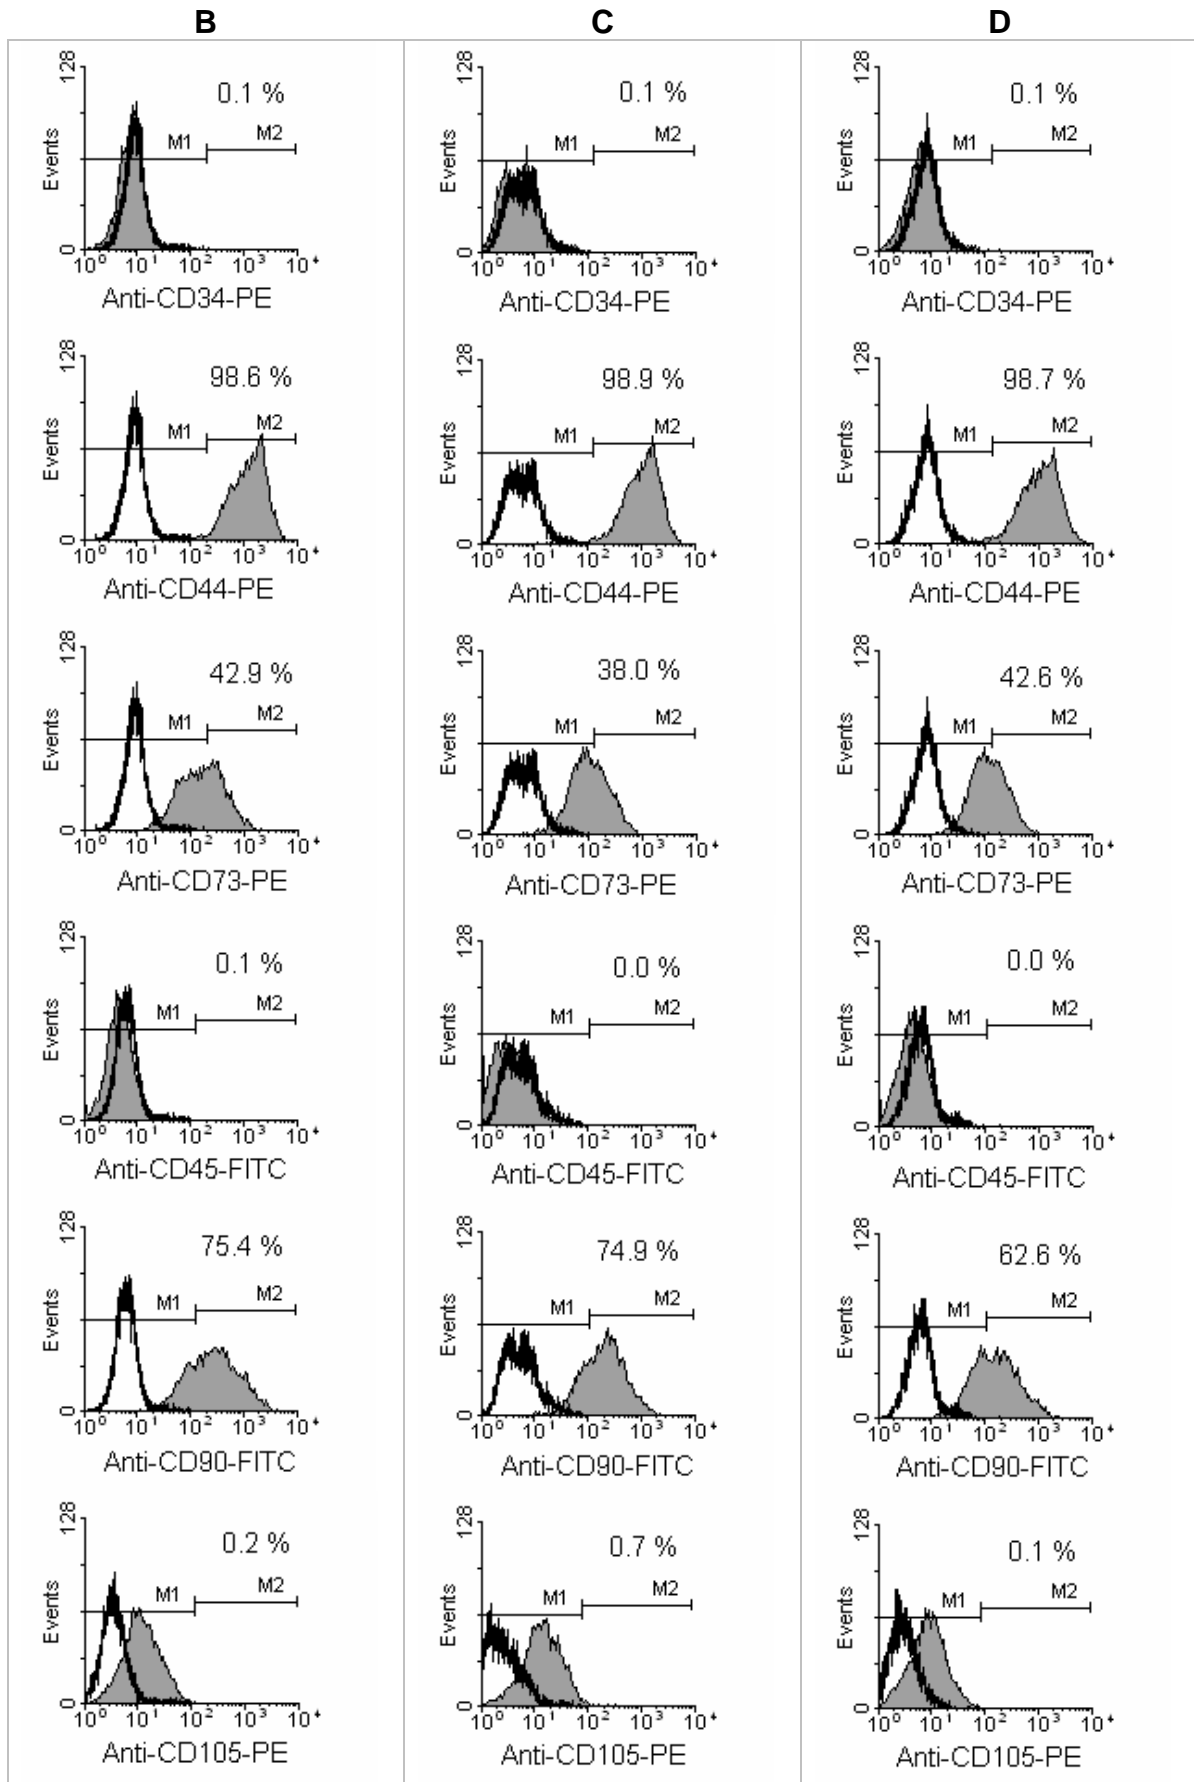 B C D
0.1 % 0.1 % 0.1 %
128 M1 M2 128 M1 M2 128 M1 M2
Events Events Events
0 0 0
10⁰ 10¹ 10² 10³ 10⁴ 10⁰ 10¹ 10² 10³ 10⁴ 10⁰ 10¹ 10² 10³ 10⁴
Anti-CD34-PE Anti-CD34-PE Anti-CD34-PE
98.6 % 98.9 % 98.7 %
128 M1 M2 128 M1 M2 128 M1 M2
Events Events Events
0 0 0
10⁰ 10¹ 10² 10³ 10⁴ 10⁰ 10¹ 10² 10³ 10⁴ 10⁰ 10¹ 10² 10³ 10⁴
Anti-CD44-PE Anti-CD44-PE Anti-CD44-PE
42.9 % 38.0 % 42.6 %
128 M1 M2 128 M1 M2 128 M1 M2
Events Events Events
0 0 0
10⁰ 10¹ 10² 10³ 10⁴ 10⁰ 10¹ 10² 10³ 10⁴ 10⁰ 10¹ 10² 10³ 10⁴
Anti-CD73-PE Anti-CD73-PE Anti-CD73-PE
0.1 % 0.0 % 0.0 %
128 M1 M2 128 M1 M2 128 M1 M2
Events Events Events
0 0 0
10⁰ 10¹ 10² 10³ 10⁴ 10⁰ 10¹ 10² 10³ 10⁴ 10⁰ 10¹ 10² 10³ 10⁴
Anti-CD45-FITC Anti-CD45-FITC Anti-CD45-FITC
75.4 % 74.9 % 62.6 %
128 M1 M2 128 M1 M2 128 M1 M2
Events Events Events
0 0 0
10⁰ 10¹ 10² 10³ 10⁴ 10⁰ 10¹ 10² 10³ 10⁴ 10⁰ 10¹ 10² 10³ 10⁴
Anti-CD90-FITC Anti-CD90-FITC Anti-CD90-FITC
0.2 % 0.7 % 0.1 %
128 M1 M2 128 M1 M2 128 M1 M2
Events Events Events
0 0 0
10⁰ 10¹ 10² 10³ 10⁴ 10⁰ 10¹ 10² 10³ 10⁴ 10⁰ 10¹ 10² 10³ 10⁴
Anti-CD105-PE Anti-CD105-PE Anti-CD105-PE